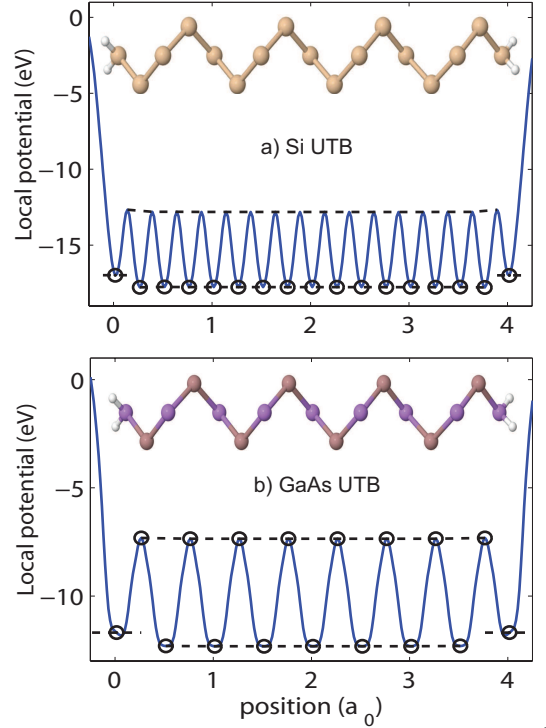 0
−5
−10
−15
Local potential (eV)
a) Si UTB
0 1 2 3 4
0
−5
−10
Local potential (eV)
b) GaAs UTB
0 1 2 3 4
position (a_0)